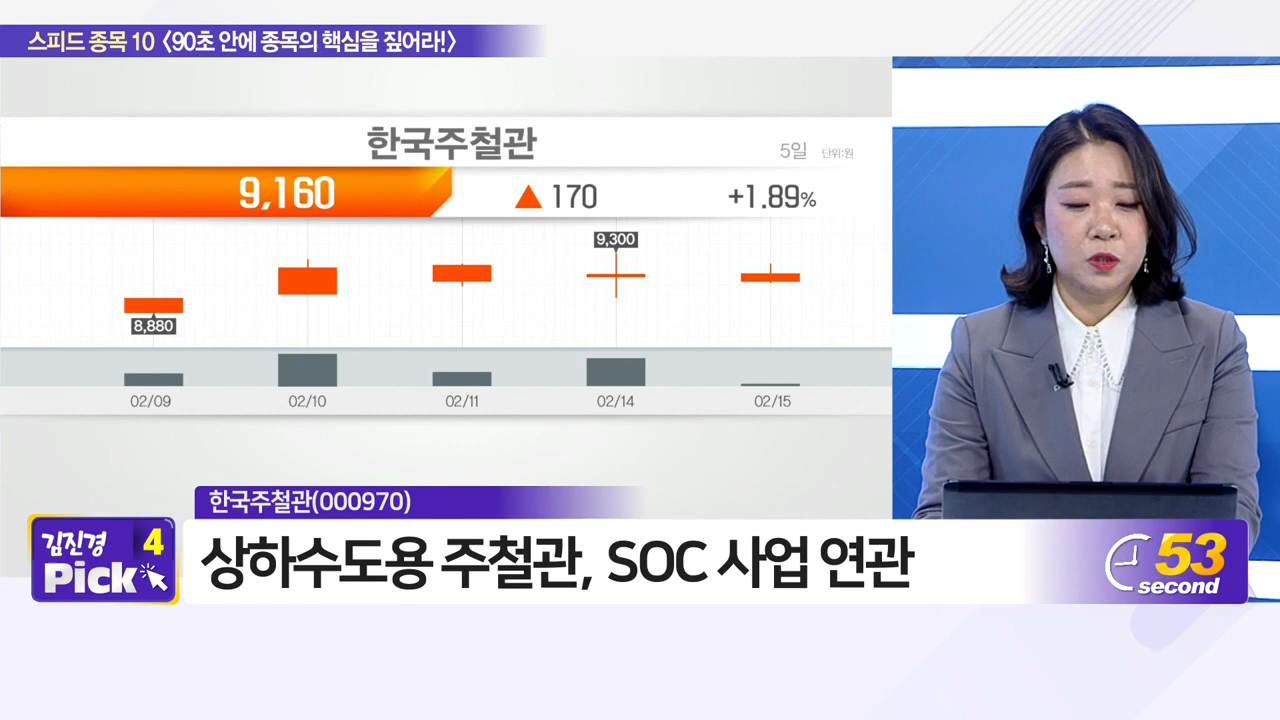 스피드 종목 10 〈90초 안에 종목의 핵심을 짚어라!〉
한국주철관
5일 단위:원
9,160 ▲ 170 +1.89%
9,300
8,880
02/09 02/10 02/11 02/14 02/15
한국주철관(000970)
김진경 4
Pick
상하수도용 주철관, SOC 사업 연관
53
second